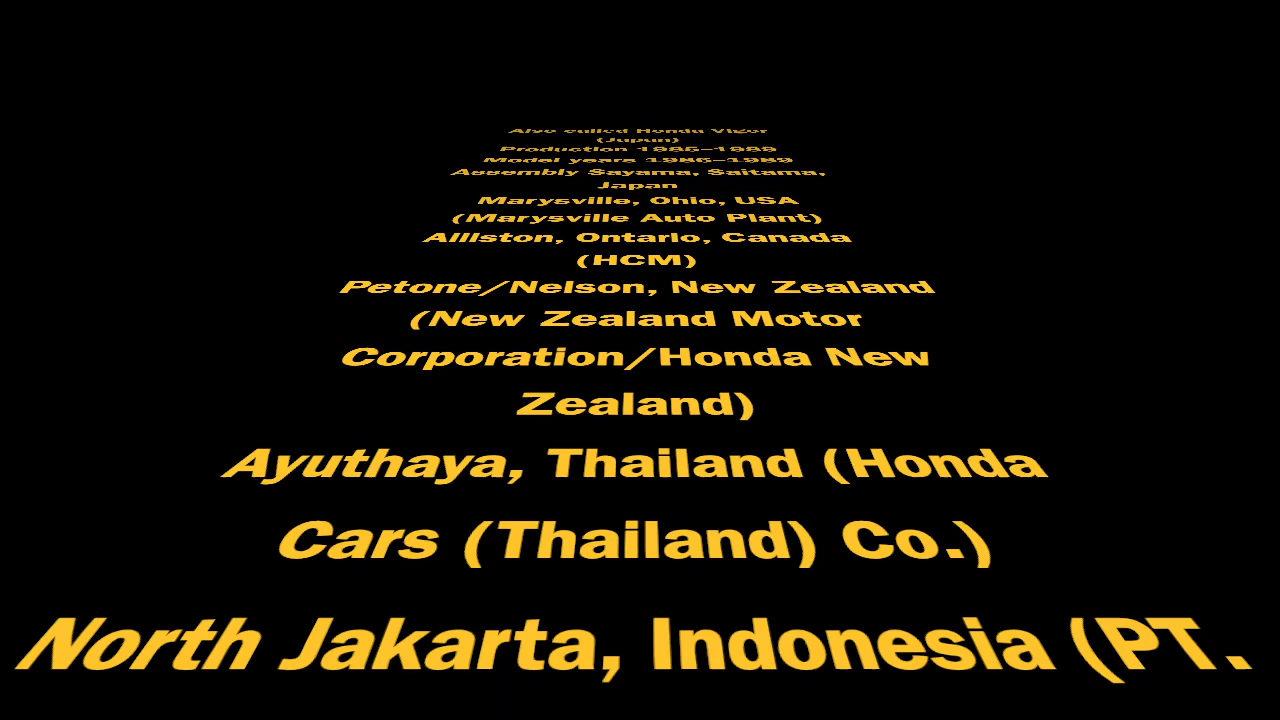 Also called Honda Vigor
(Japan)
Production 1985–1989
Model years 1986–1989
Assembly Sayama, Saitama,
Japan
Marysville, Ohio, USA
(Marysville Auto Plant)
Alliston, Ontario, Canada
(HCM)
Petone/Nelson, New Zealand
(New Zealand Motor
Corporation/Honda New
Zealand)
Ayuthaya, Thailand (Honda
Cars (Thailand) Co.)
North Jakarta, Indonesia (PT.